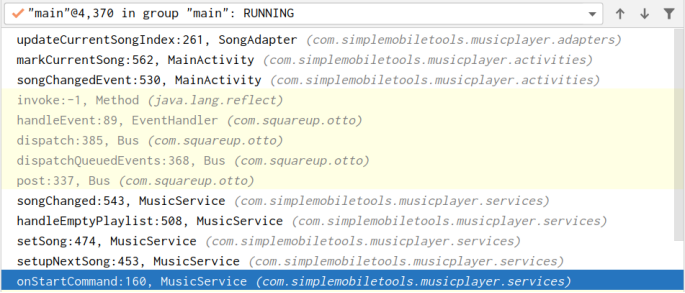 "main"@4,370 in group "main": RUNNING
updateCurrentSongIndex:261, SongAdapter (com.simplemobiletools.musicplayer.adapters)
markCurrentSong:562, MainActivity (com.simplemobiletools.musicplayer.activities)
songChangedEvent:530, MainActivity (com.simplemobiletools.musicplayer.activities)
invoke:-1, Method (java.lang.reflect)
handleEvent:89, EventHandler (com.squareup.otto)
dispatch:385, Bus (com.squareup.otto)
dispatchQueuedEvents:368, Bus (com.squareup.otto)
post:337, Bus (com.squareup.otto)
songChanged:543, MusicService (com.simplemobiletools.musicplayer.services)
handleEmptyPlaylist:508, MusicService (com.simplemobiletools.musicplayer.services)
setSong:474, MusicService (com.simplemobiletools.musicplayer.services)
setupNextSong:453, MusicService (com.simplemobiletools.musicplayer.services)
onStartCommand:160, MusicService (com.simplemobiletools.musicplayer.services)